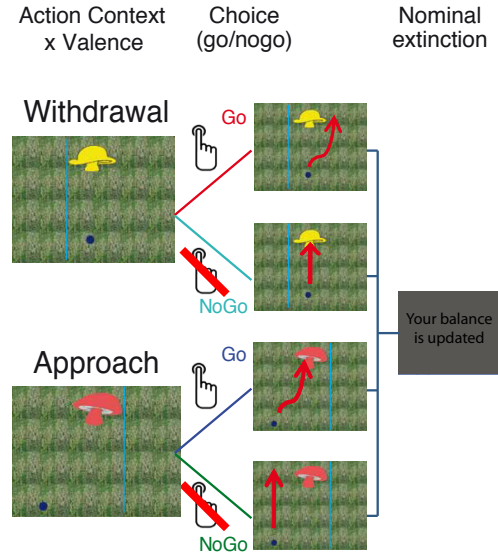 Action Context
x Valence
Choice
(go/nogo)
Nominal
extinction
Withdrawal
Go
NoGo
Your balance
is updated
Approach
Go
NoGo